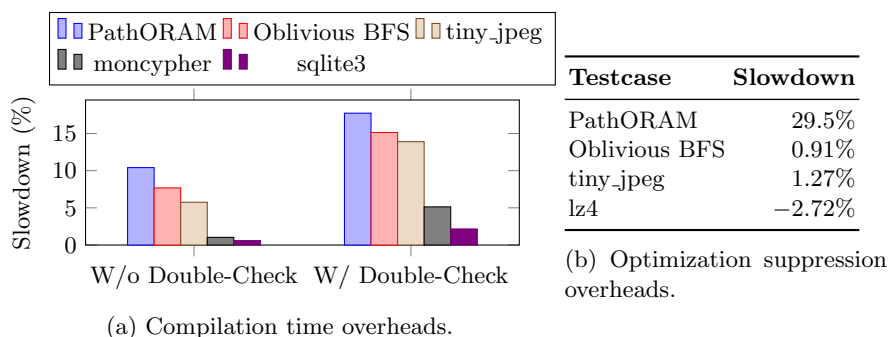 PathORAM Oblivious BFS tiny_jpeg
moncypher sqlite3
Slowdown (%)
15
10
5
0
W/o Double-Check W/ Double-Check
(a) Compilation time overheads.
Testcase Slowdown
PathORAM 29.5%
Oblivious BFS 0.91%
tiny_jpeg 1.27%
lz4 −2.72%
(b) Optimization suppression
overheads.